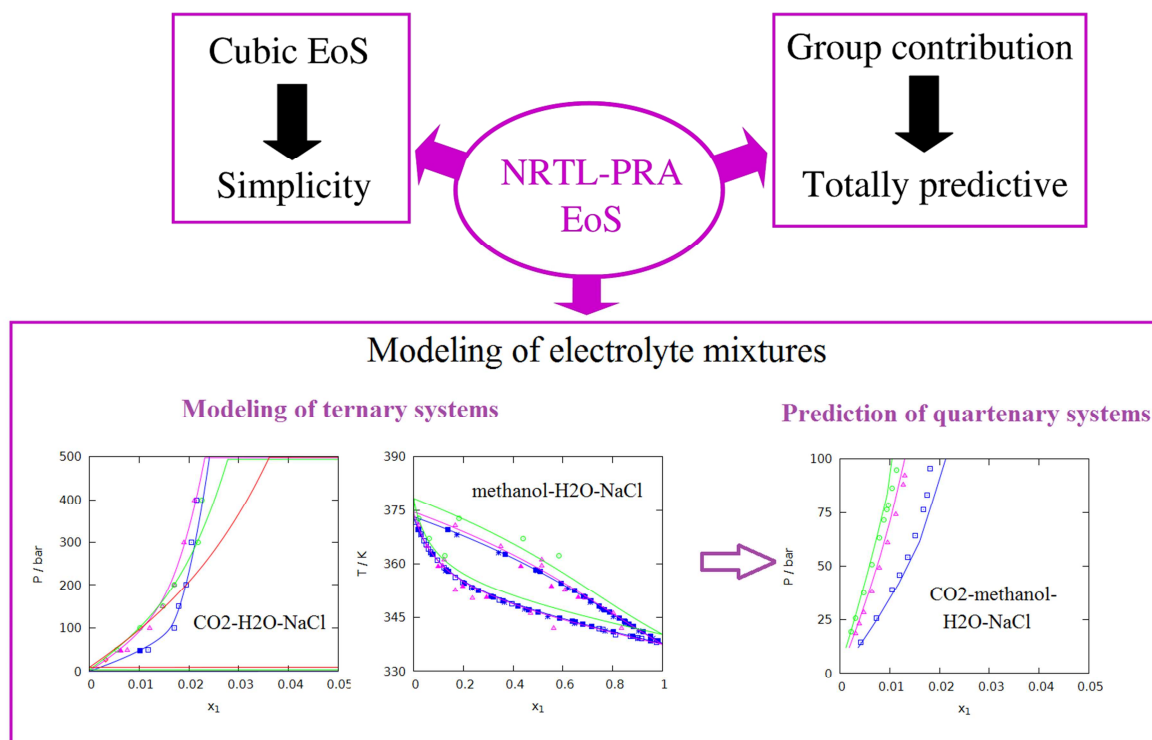 Cubic EoS
Simplicity
NRTL-PRA
EoS
Group contribution
Totally predictive
Modeling of electrolyte mixtures
Modeling of ternary systems
Prediction of quartenary systems
P / bar
500
400
300
200
100
0
CO2-H2O-NaCl
0 0.01 0.02 0.03 0.04 0.05
x1
T / K
390
375
360
345
330
methanol-H2O-NaCl
0 0.2 0.4 0.6 0.8 1
x1
P / bar
100
75
50
25
0
CO2-methanol-
H2O-NaCl
0 0.01 0.02 0.03 0.04 0.05
x1